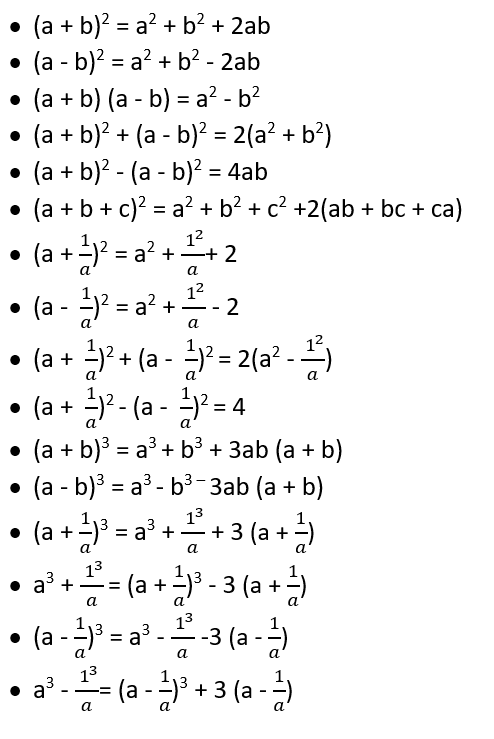 • (a + b)² = a² + b² + 2ab
• (a - b)² = a² + b² - 2ab
• (a + b) (a - b) = a² - b²
• (a + b)² + (a - b)² = 2(a² + b²)
• (a + b)² - (a - b)² = 4ab
• (a + b + c)² = a² + b² + c² +2(ab + bc + ca)
• (a + 1/a)² = a² + 1²/a + 2
• (a - 1/a)² = a² + 1²/a - 2
• (a + 1/a)² + (a - 1/a)² = 2(a² - 1²/a)
• (a + 1/a)² - (a - 1/a)² = 4
• (a + b)³ = a³ + b³ + 3ab (a + b)
• (a - b)³ = a³ - b³ ⁻ 3ab (a + b)
• (a + 1/a)³ = a³ + 1³/a + 3 (a + 1/a)
• a³ + 1³/a = (a + 1/a)³ - 3 (a + 1/a)
• (a - 1/a)³ = a³ - 1³/a -3 (a - 1/a)
• a³ - 1³/a = (a - 1/a)³ + 3 (a - 1/a)